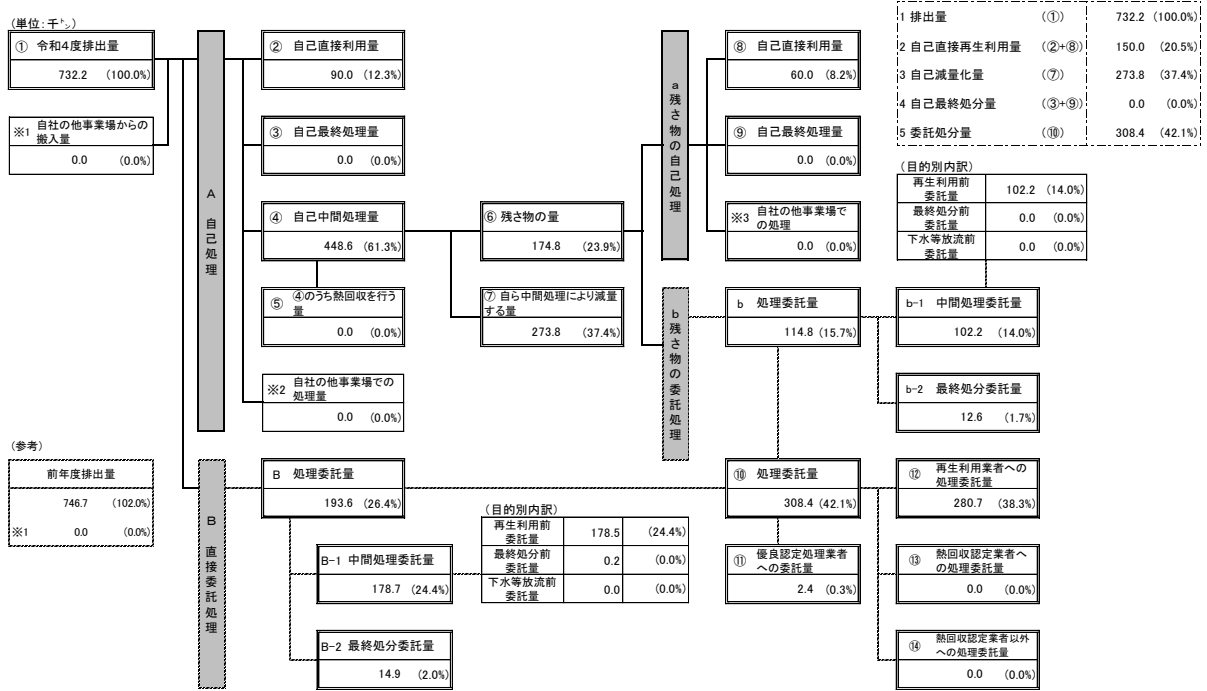 (単位:千㌧)
① 令和4度排出量
732.2 (100.0%)
※1 自社の他事業場からの
搬入量
0.0 (0.0%)
A 自己処理
② 自己直接利用量
90.0 (12.3%)
③ 自己最終処理量
0.0 (0.0%)
④ 自己中間処理量
448.6 (61.3%)
⑤ ④のうち熱回収を行う
量
0.0 (0.0%)
※2 自社の他事業場での
処理量
0.0 (0.0%)
⑥ 残さ物の量
174.8 (23.9%)
⑦ 自ら中間処理により減量
する量
273.8 (37.4%)
a 残さ物の自己処理
⑧ 自己直接利用量
60.0 (8.2%)
⑨ 自己最終処理量
0.0 (0.0%)
※3 自社の他事業場で
の処理
0.0 (0.0%)
1 排出量 (①) 732.2 (100.0%)
2 自己直接再生利用量 (②+⑧) 150.0 (20.5%)
3 自己減量化量 (⑦) 273.8 (37.4%)
4 自己最終処分量 (③+⑨) 0.0 (0.0%)
5 委託処分量 (⑩) 308.4 (42.1%)
(目的別内訳)
再生利用前
委託量 102.2 (14.0%)
最終処分前
委託量 0.0 (0.0%)
下水等放流前
委託量 0.0 (0.0%)
b 残さ物の委託処理
b 処理委託量
114.8 (15.7%)
b-1 中間処理委託量
102.2 (14.0%)
b-2 最終処分委託量
12.6 (1.7%)
(参考)
前年度排出量
746.7 (102.0%)
※1 0.0 (0.0%)
B 直接委託処理
B 処理委託量
193.6 (26.4%)
B-1 中間処理委託量
178.7 (24.4%)
B-2 最終処分委託量
14.9 (2.0%)
(目的別内訳)
再生利用前
委託量 178.5 (24.4%)
最終処分前
委託量 0.2 (0.0%)
下水等放流前
委託量 0.0 (0.0%)
⑩ 処理委託量
308.4 (42.1%)
⑪ 優良認定処理業者
への委託量
2.4 (0.3%)
⑫ 再生利用業者への
処理委託量
280.7 (38.3%)
⑬ 熱回収認定業者へ
の処理委託量
0.0 (0.0%)
⑭ 熱回収認定業者以外
への処理委託量
0.0 (0.0%)